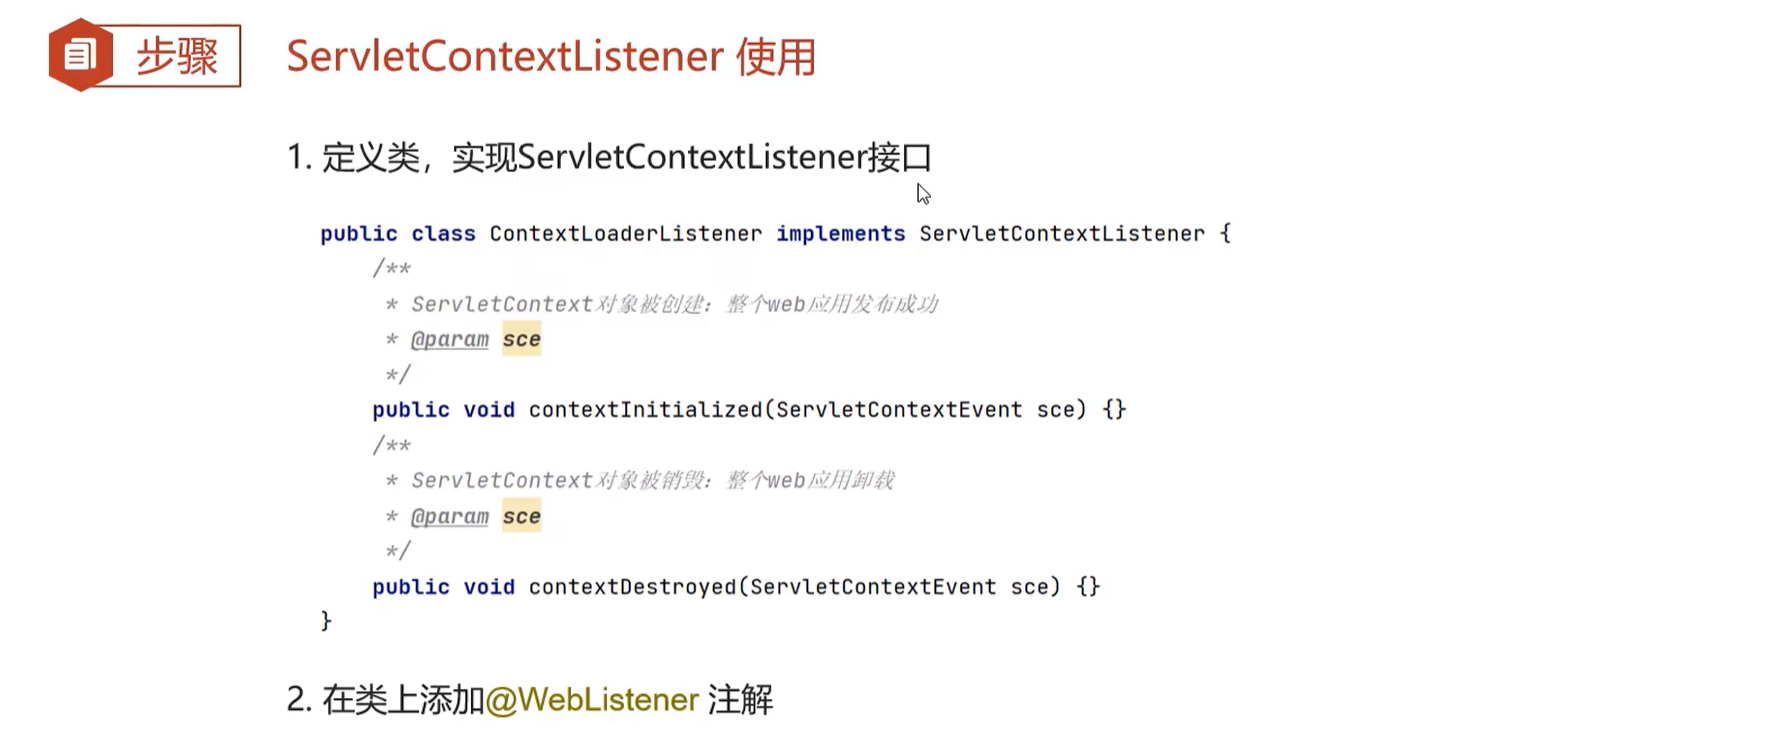 步骤
ServletContextListener 使用
1. 定义类，实现ServletContextListener接口
public class ContextLoaderListener implements ServletContextListener {
/**
* ServletContext对象被创建：整个web应用发布成功
* @param sce
*/
public void contextInitialized(ServletContextEvent sce) {}
/**
* ServletContext对象被销毁：整个web应用卸载
* @param sce
*/
public void contextDestroyed(ServletContextEvent sce) {}
}
2. 在类上添加@WebListener 注解